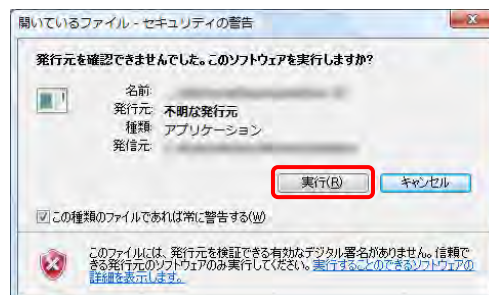 開いているファイル - セキュリティの警告
発行元を確認できませんでした。このソフトウェアを実行しますか?
名前:
発行元: 不明な発行元
種類: アプリケーション
発信元:
実行(R)
キャンセル
この種類のファイルであれば常に警告する(W)
このファイルには、発行元を検証できる有効なデジタル署名がありません。信頼で
きる発行元のソフトウェアのみ実行してください。実行することのできるソフトウェアの
詳細を表示します。